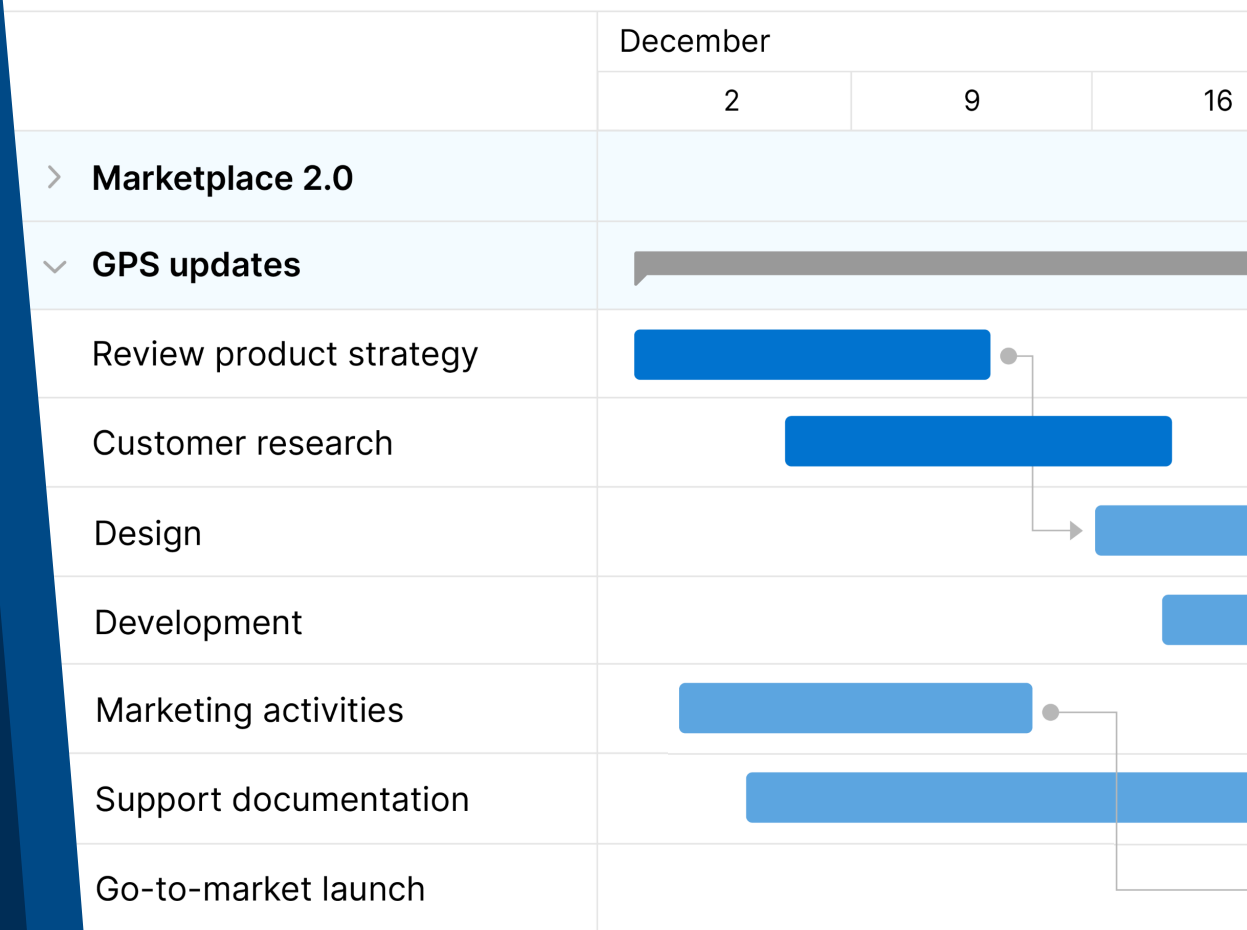 December
2 9 16
Marketplace 2.0
GPS updates
Review product strategy
Customer research
Design
Development
Marketing activities
Support documentation
Go-to-market launch